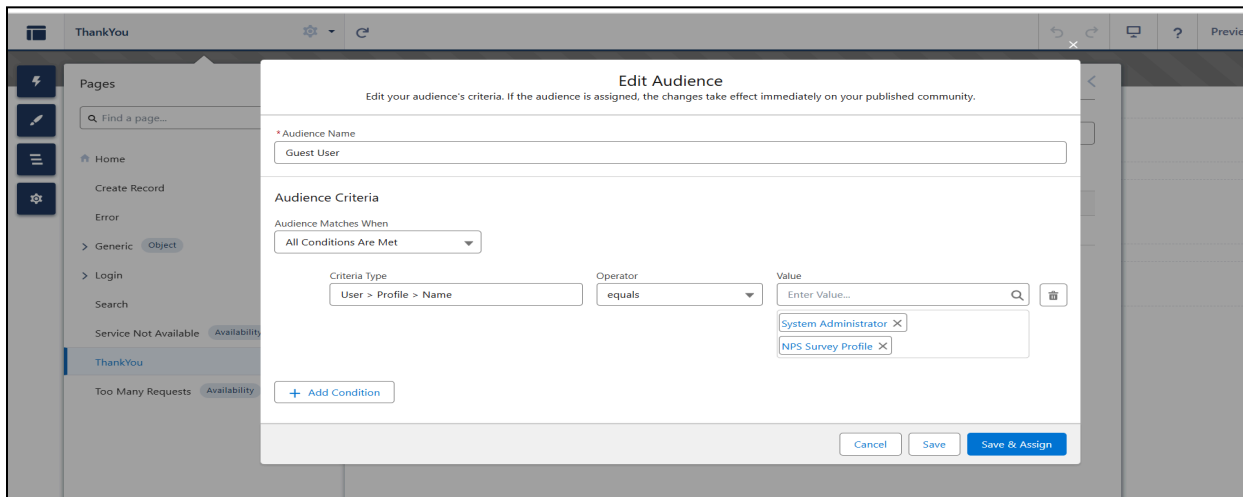 ThankYou
? Previe
Pages
Find a page...
Home
Create Record
Error
Generic Object
Login
Search
Service Not Available Availability
ThankYou
Too Many Requests Availability
Edit Audience
Edit your audience's criteria. If the audience is assigned, the changes take effect immediately on your published community.
*Audience Name
Guest User
Audience Criteria
Audience Matches When
All Conditions Are Met
Criteria Type Operator Value
User > Profile > Name equals Enter Value...
System Administrator X
NPS Survey Profile X
+ Add Condition
Cancel Save Save & Assign